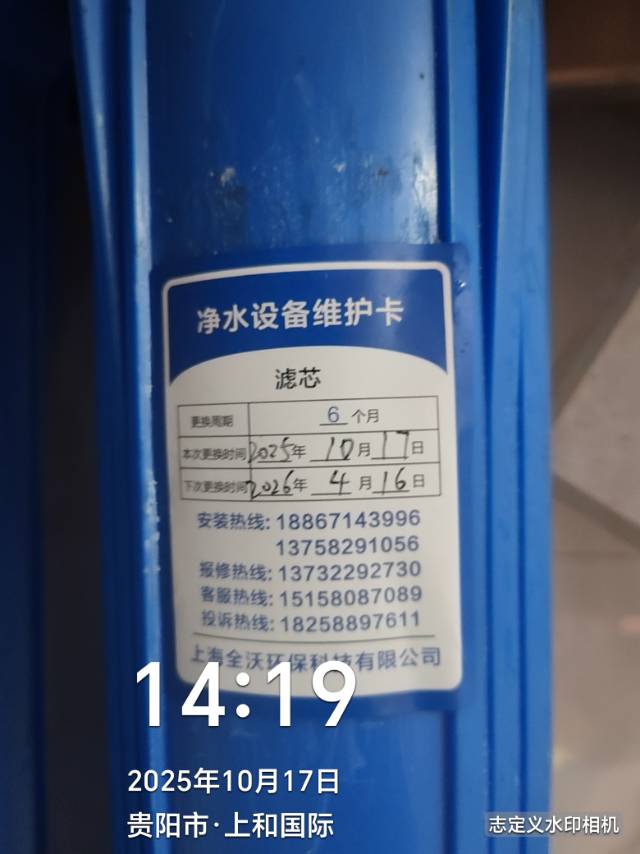 净水设备维护卡
滤芯
更换周期 6 个月
本次更换时间 2025年 10月 17日
下次更换时间 2026年 4月 16日
安装热线: 18867143996
13758291056
报修热线: 13732292730
客服热线: 15158087089
投诉热线: 18258897611
上海全沃环保科技有限公司
14:19
2025年10月17日
贵阳市·上和国际
志定义水印相机